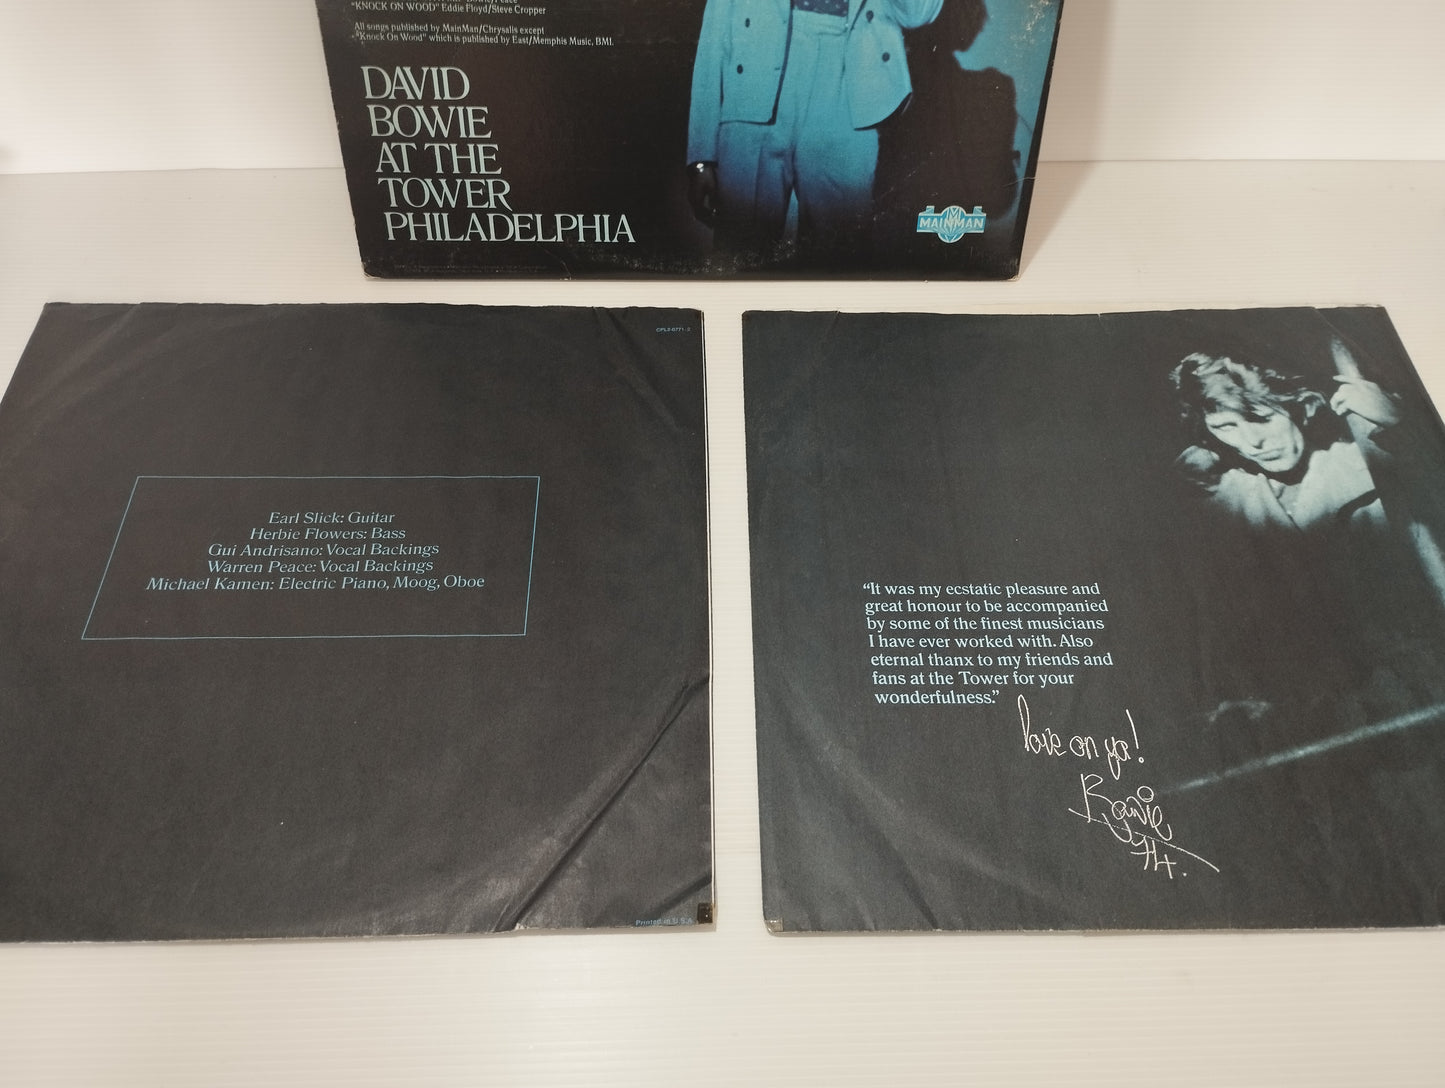 "KNOCK ON WOOD" Eddie Floyd/Steve Cropper
All songs published by MainMan/Chrysalis except
"Knock On Wood" which is published by East/Memphis Music, BMI.
DAVID
BOWIE
AT THE
TOWER
PHILADELPHIA
MAINMAN
CPL2-0771-2
Earl Slick: Guitar
Herbie Flowers: Bass
Gui Andrisano: Vocal Backings
Warren Peace: Vocal Backings
Michael Kamen: Electric Piano, Moog, Oboe
Printed in U.S.A.
"It was my ecstatic pleasure and
great honour to be accompanied
by some of the finest musicians
I have ever worked with. Also
eternal thanx to my friends and
fans at the Tower for your
wonderfulness."
love on ya!
Bowie
74.